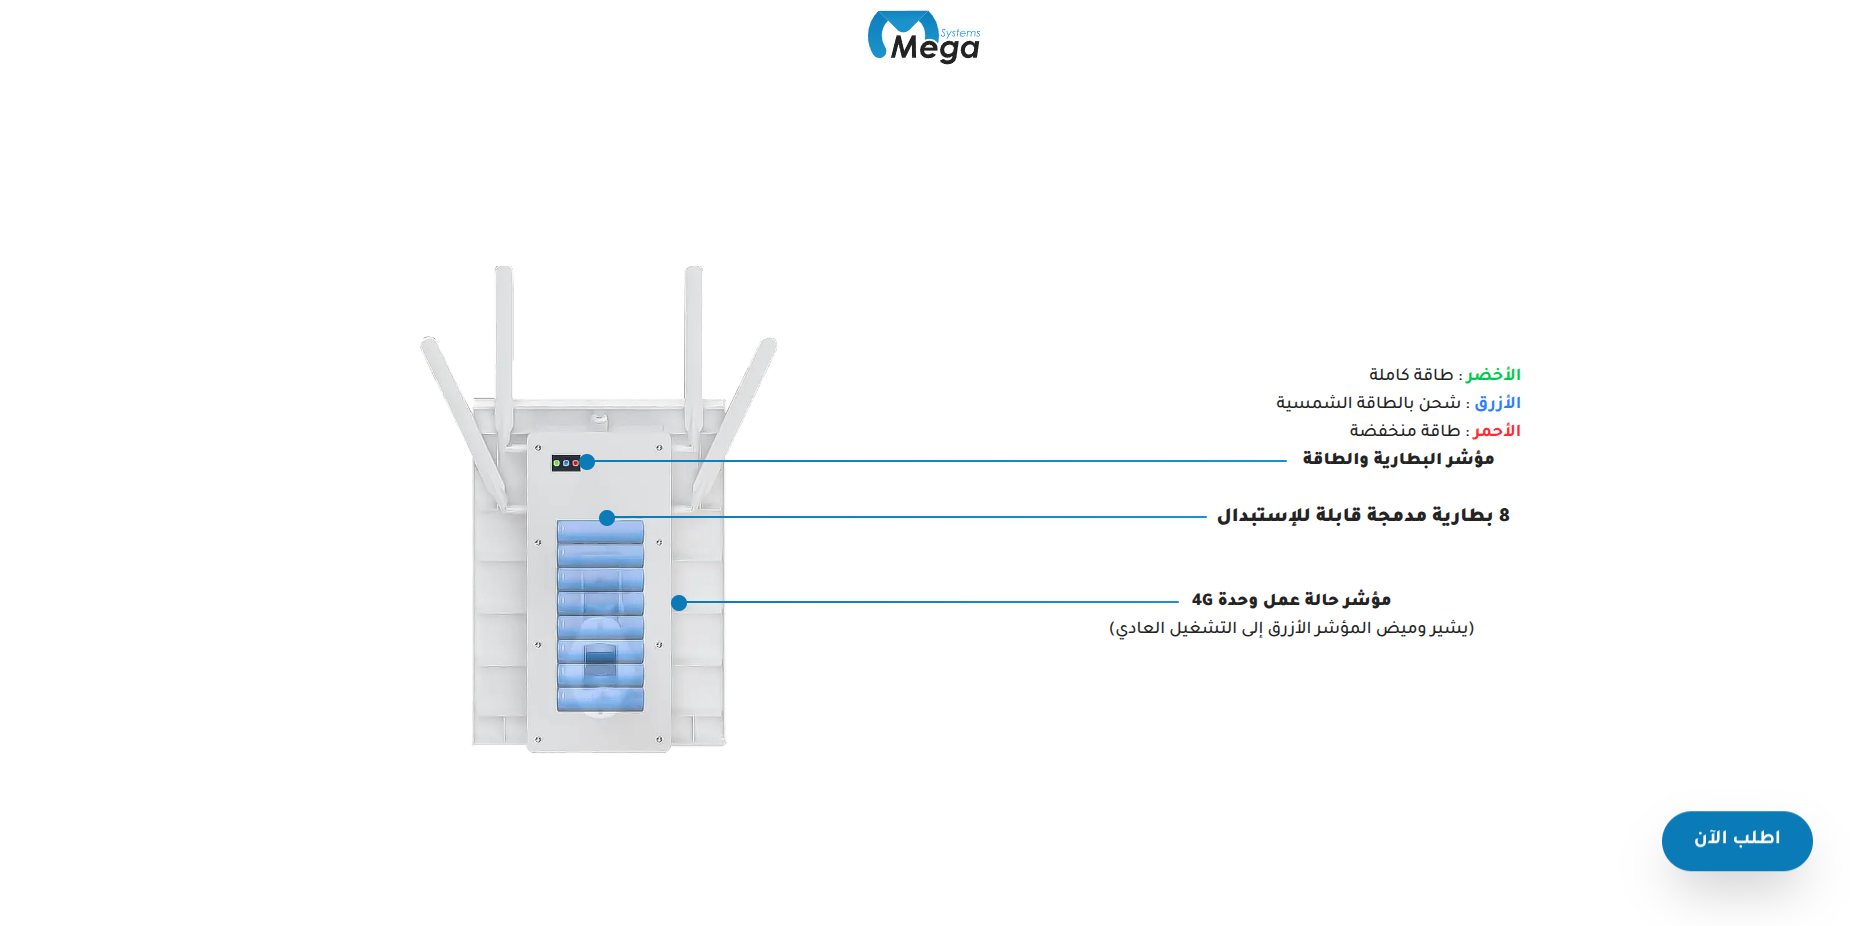 Systems
Mega
الأخضر : طاقة كاملة
الأزرق : شحن بالطاقة الشمسية
الأحمر : طاقة منخفضة
مؤشر البطارية والطاقة
8 بطارية مدمجة قابلة للإستبدال
مؤشر حالة عمل وحدة 4G
(يشير وميض المؤشر الأزرق إلى التشغيل العادي)
اطلب الآن